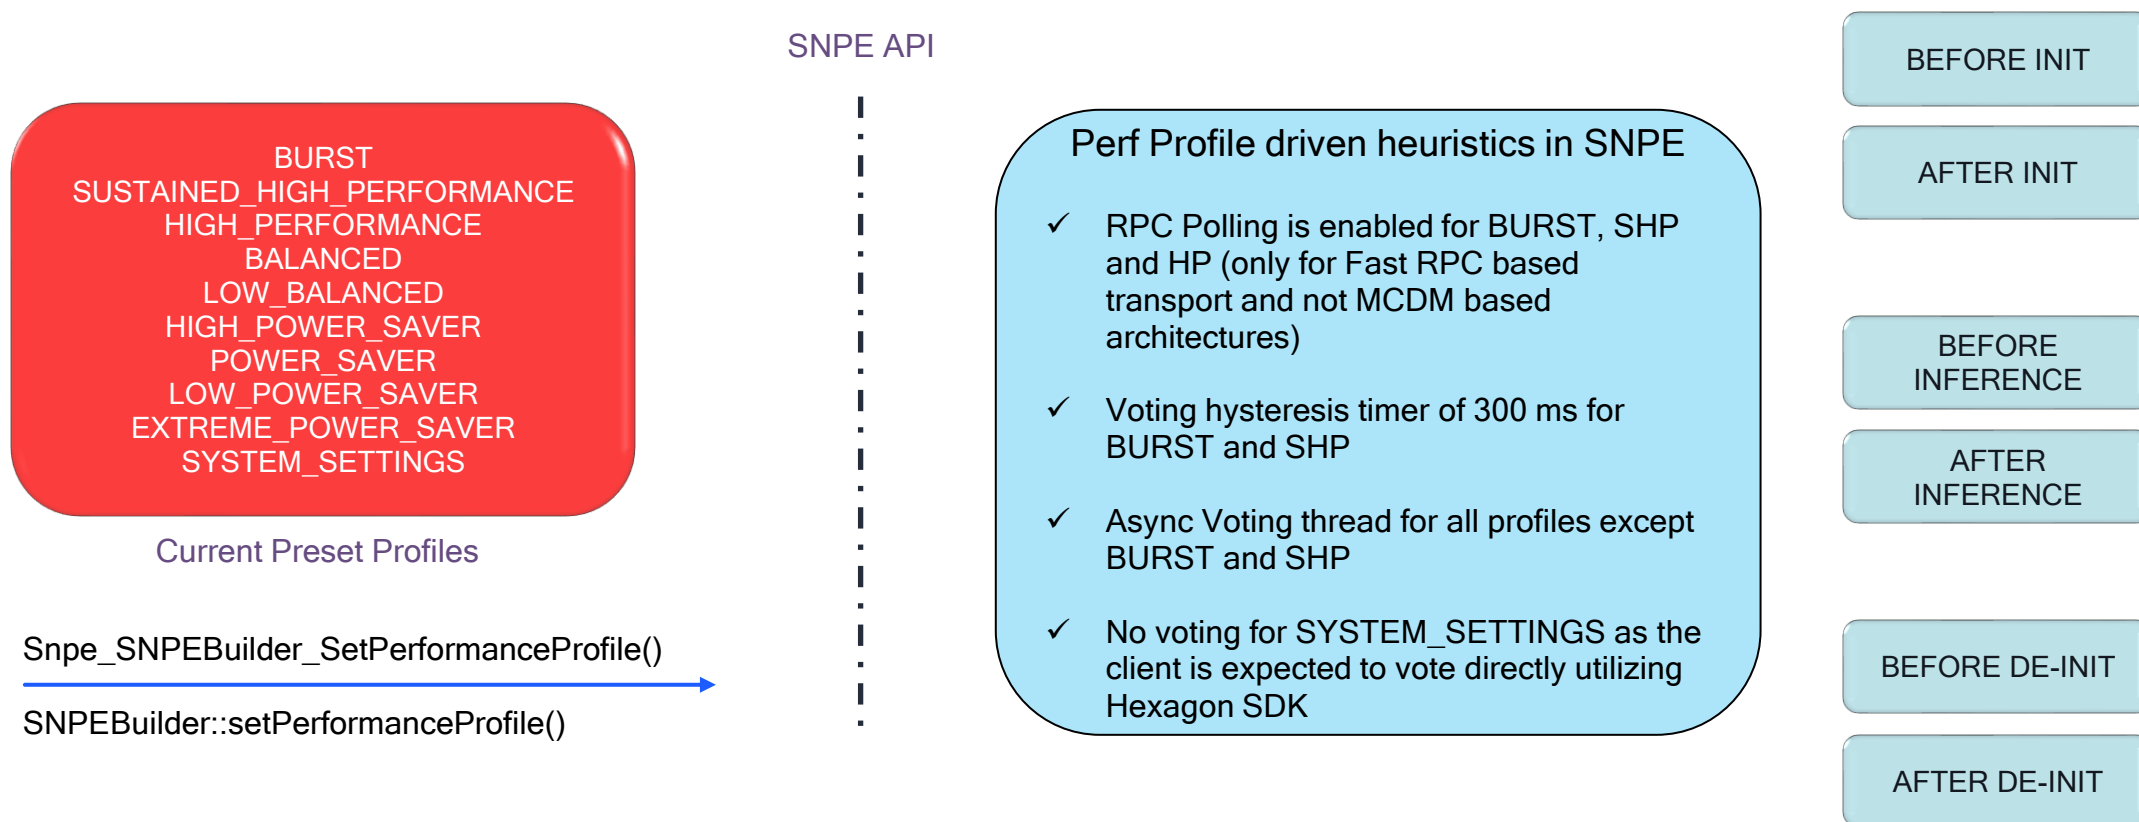 SNPE API
BURST
SUSTAINED_HIGH_PERFORMANCE
HIGH_PERFORMANCE
BALANCED
LOW_BALANCED
HIGH_POWER_SAVER
POWER_SAVER
LOW_POWER_SAVER
EXTREME_POWER_SAVER
SYSTEM_SETTINGS
Current Preset Profiles
Snpe_SNPEBuilder_SetPerformanceProfile()
SNPEBuilder::setPerformanceProfile()
Perf Profile driven heuristics in SNPE
✓ RPC Polling is enabled for BURST, SHP
and HP (only for Fast RPC based
transport and not MCDM based
architectures)
✓ Voting hysteresis timer of 300 ms for
BURST and SHP
✓ Async Voting thread for all profiles except
BURST and SHP
✓ No voting for SYSTEM_SETTINGS as the
client is expected to vote directly utilizing
Hexagon SDK
BEFORE INIT
AFTER INIT
BEFORE
INFERENCE
AFTER
INFERENCE
BEFORE DE-INIT
AFTER DE-INIT